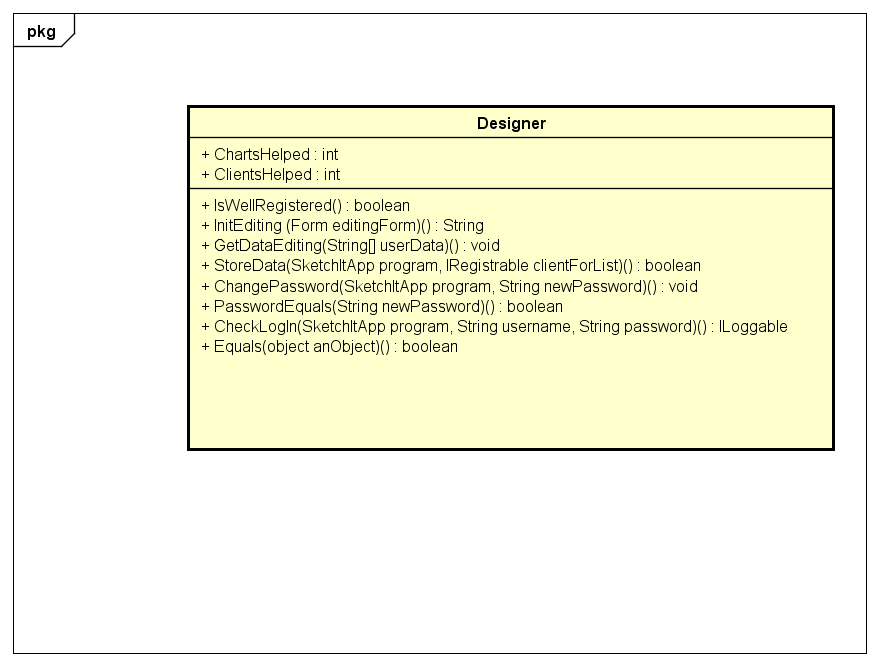 pkg
Designer
+ ChartsHelped : int
+ ClientsHelped : int
+ IsWellRegistered() : boolean
+ InitEditing (Form editingForm)() : String
+ GetDataEditing(String[] userData)() : void
+ StoreData(SketchItApp program, IRegistrable clientForList)() : boolean
+ ChangePassword(SketchItApp program, String newPassword)() : void
+ PasswordEquals(String newPassword)() : boolean
+ CheckLogIn(SketchItApp program, String username, String password)() : ILoggable
+ Equals(object anObject)() : boolean